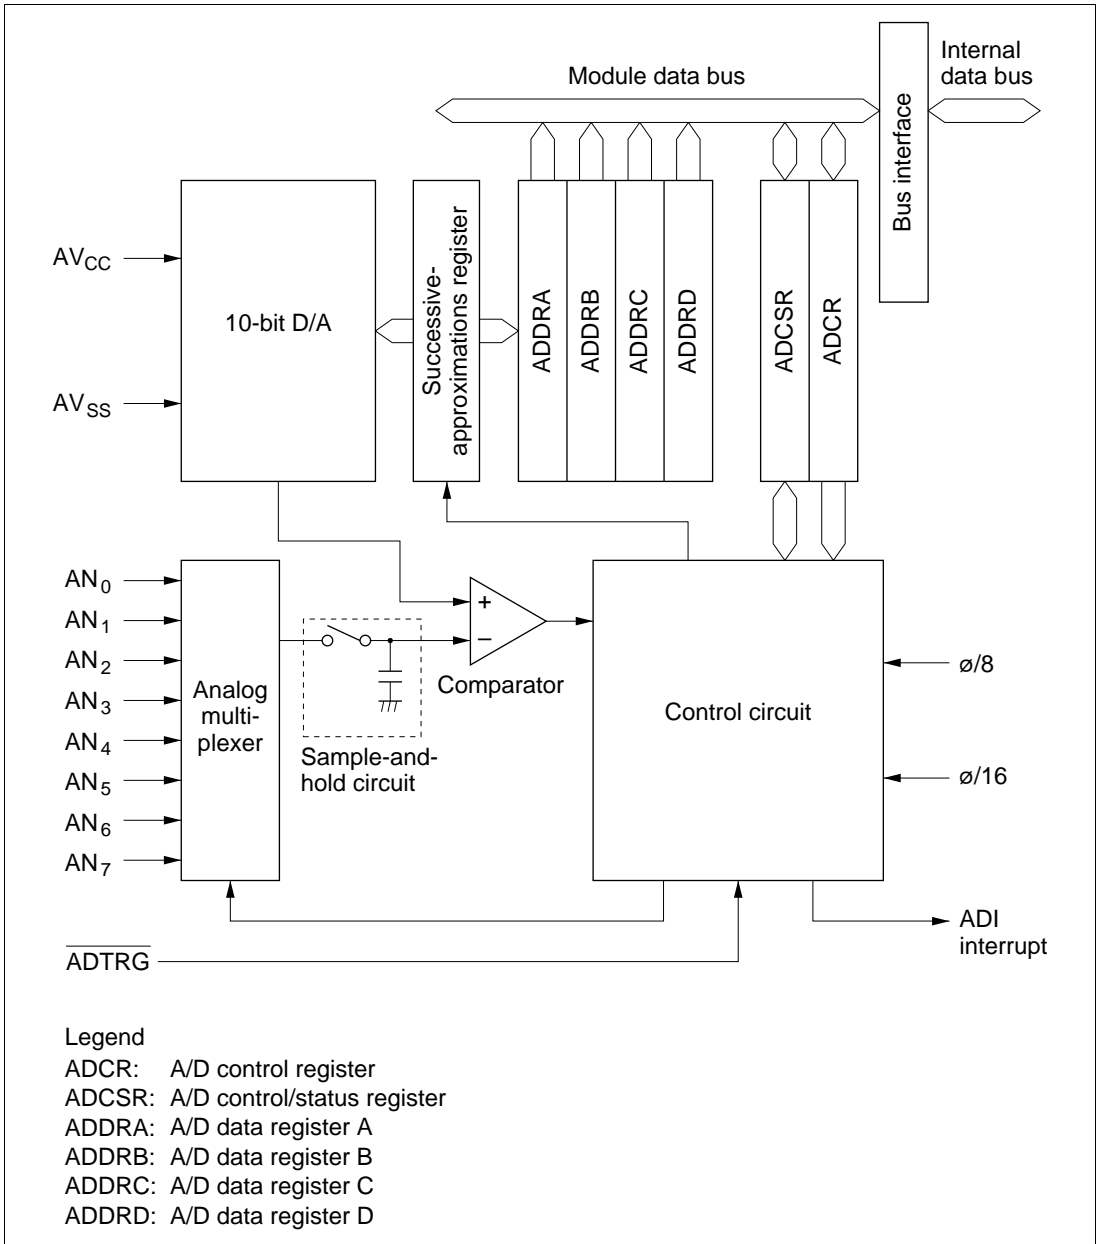 Module data bus
Internal
data bus
Bus interface
AVCC
AVSS
10-bit D/A
Successive-
approximations register
ADDRA
ADDRB
ADDRC
ADDRD
ADCSR
ADCR
AN0
AN1
AN2
AN3
AN4
AN5
AN6
AN7
Analog
multi-
plexer
+
−
Comparator
Sample-and-
hold circuit
Control circuit
ø/8
ø/16
ADI
interrupt
ADTRG
Legend
ADCR: A/D control register
ADCSR: A/D control/status register
ADDRA: A/D data register A
ADDRB: A/D data register B
ADDRC: A/D data register C
ADDRD: A/D data register D